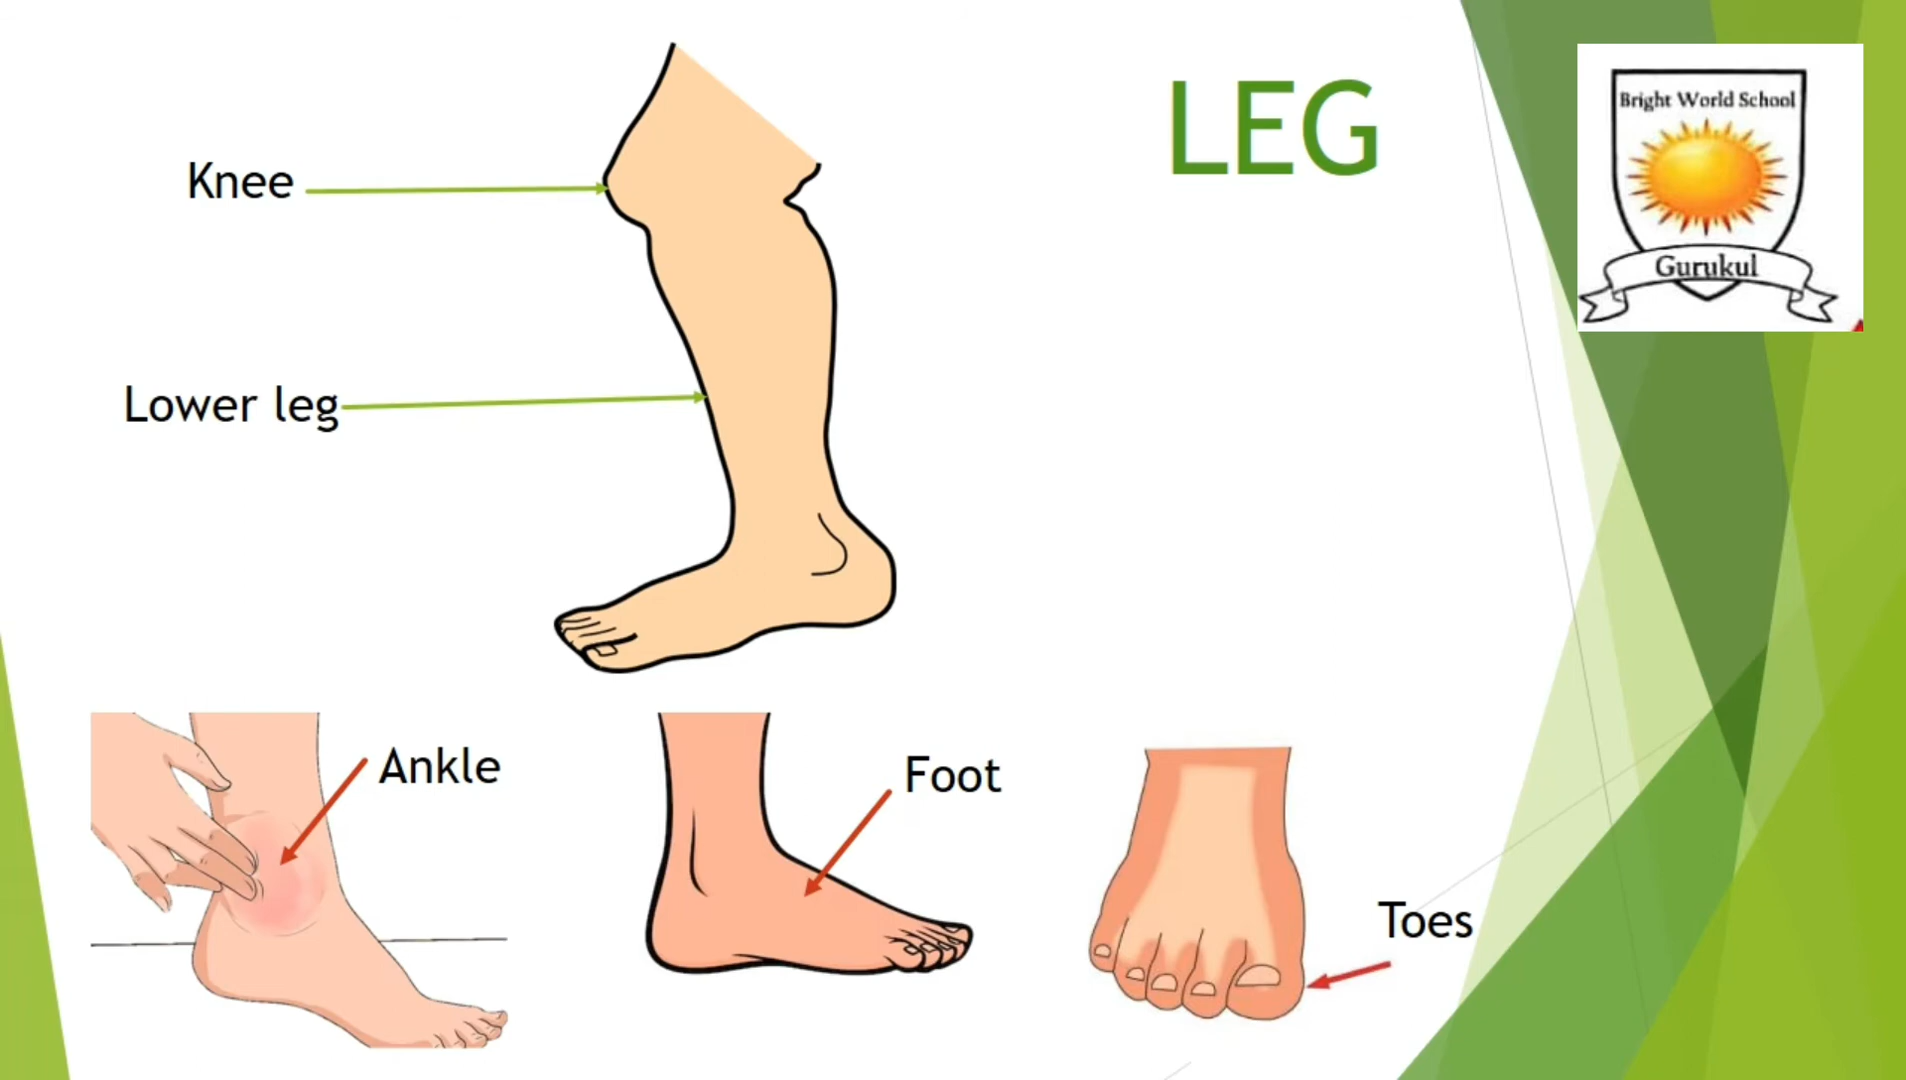 LEG
Bright World School
Gurukul
Knee
Lower leg
Ankle
Foot
Toes